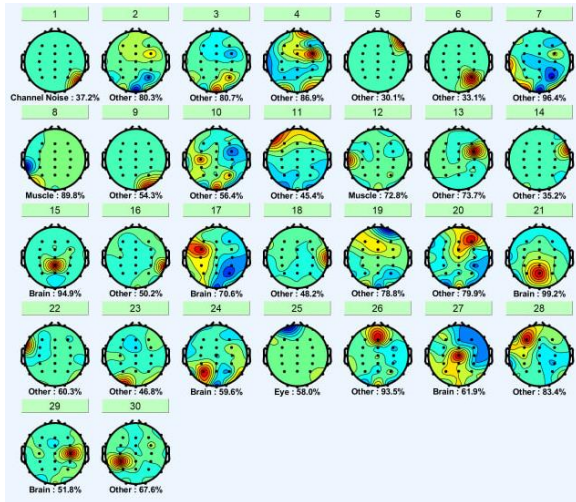 1 2 3 4 5 6 7
Channel Noise : 37.2% Other : 80.3% Other : 80.7% Other : 86.9% Other : 30.1% Other : 33.1% Other : 96.4%
8 9 10 11 12 13 14
Muscle : 89.8% Other : 54.3% Other : 56.4% Other : 45.4% Muscle : 72.8% Other : 73.7% Other : 35.2%
15 16 17 18 19 20 21
Brain : 94.9% Other : 50.2% Brain : 70.6% Other : 48.2% Other : 78.8% Other : 79.9% Brain : 99.2%
22 23 24 25 26 27 28
Other : 60.3% Other : 46.8% Brain : 59.6% Eye : 58.0% Other : 93.5% Brain : 61.9% Other : 83.4%
29 30
Brain : 51.8% Other : 67.6%